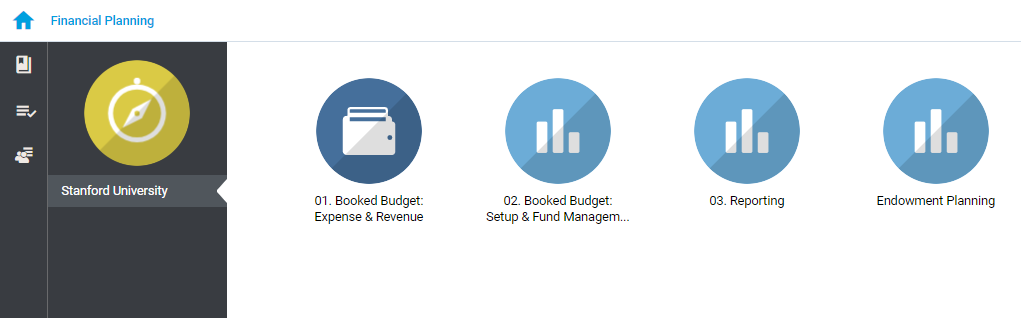 Financial Planning
Stanford University
01. Booked Budget:
Expense & Revenue
02. Booked Budget:
Setup & Fund Managem...
03. Reporting
Endowment Planning